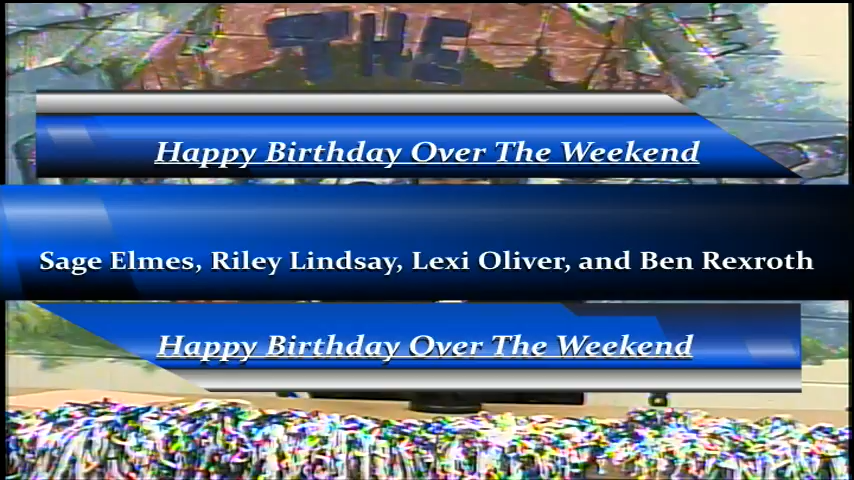 THE
Happy Birthday Over The Weekend
Sage Elmes, Riley Lindsay, Lexi Oliver, and Ben Rexroth
Happy Birthday Over The Weekend